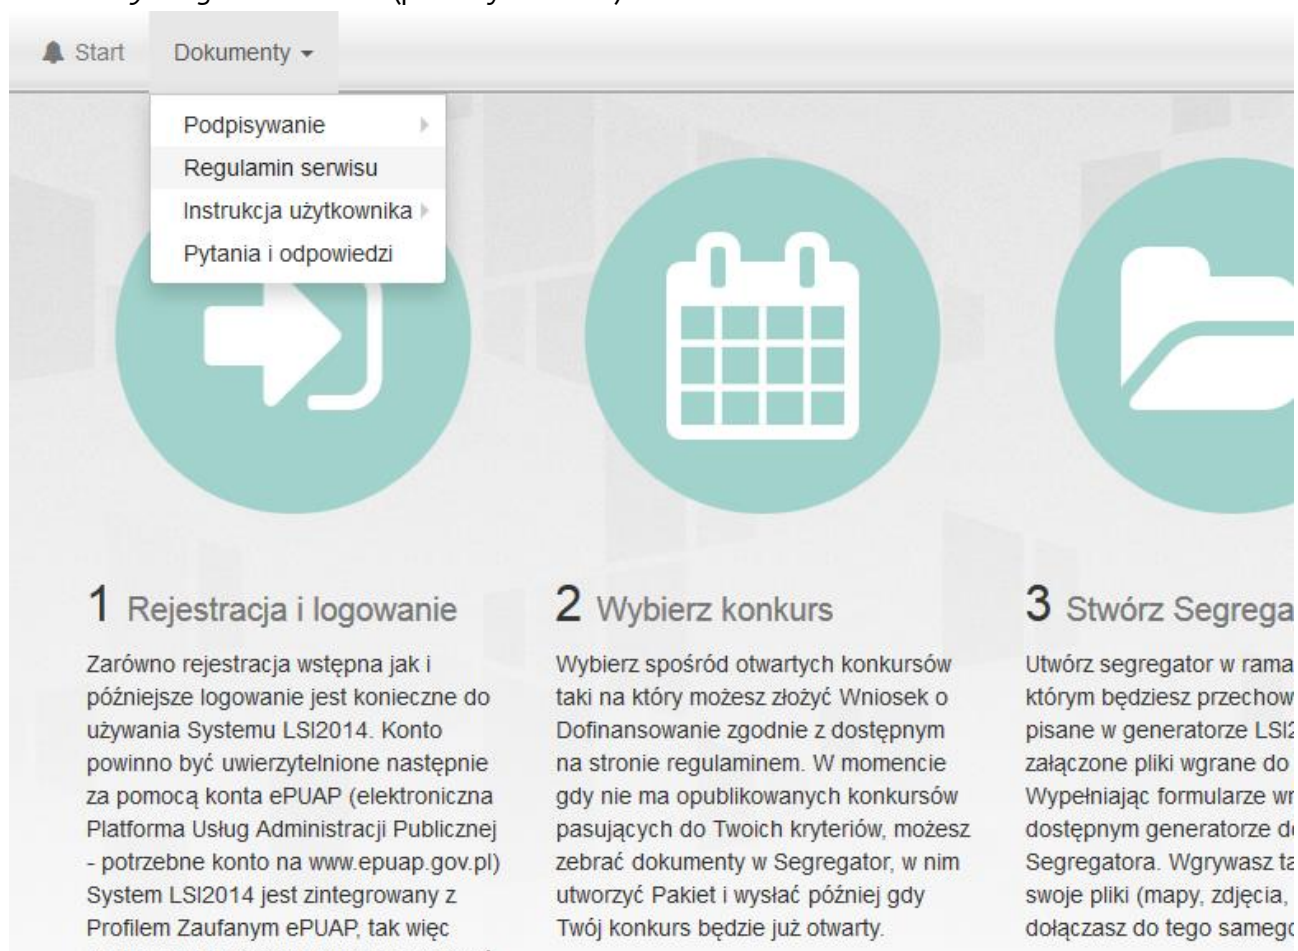 Start Dokumenty
Podpisywanie
Regulamin serwisu
Instrukcja użytkownika
Pytania i odpowiedzi
1 Rejestracja i logowanie
Zarówno rejestracja wstępna jak i
późniejsze logowanie jest konieczne do
używania Systemu LSI2014. Konto
powinno być uwierzytelnione następnie
za pomocą konta ePUAP (elektroniczna
Platforma Usług Administracji Publicznej
- potrzebne konto na www.epuap.gov.pl)
System LSI2014 jest zintegrowany z
Profilem Zaufanym ePUAP, tak więc
2 Wybierz konkurs
Wybierz spośród otwartych konkursów
taki na który możesz złożyć Wniosek o
Dofinansowanie zgodnie z dostępnym
na stronie regulaminem. W momencie
gdy nie ma opublikowanych konkursów
pasujących do Twoich kryteriów, możesz
zebrać dokumenty w Segregator, w nim
utworzyć Pakiet i wysłać później gdy
Twój konkurs będzie już otwarty.
3 Stwórz Segrega
Utwórz segregator w rama
którym będziesz przechow
pisane w generatorze LSI2
załączone pliki wgrane do
Wypełniając formularze wn
dostępnym generatorze do
Segregatora. Wgrywasz ta
swoje pliki (mapy, zdjęcia,
dołączasz do tego samego